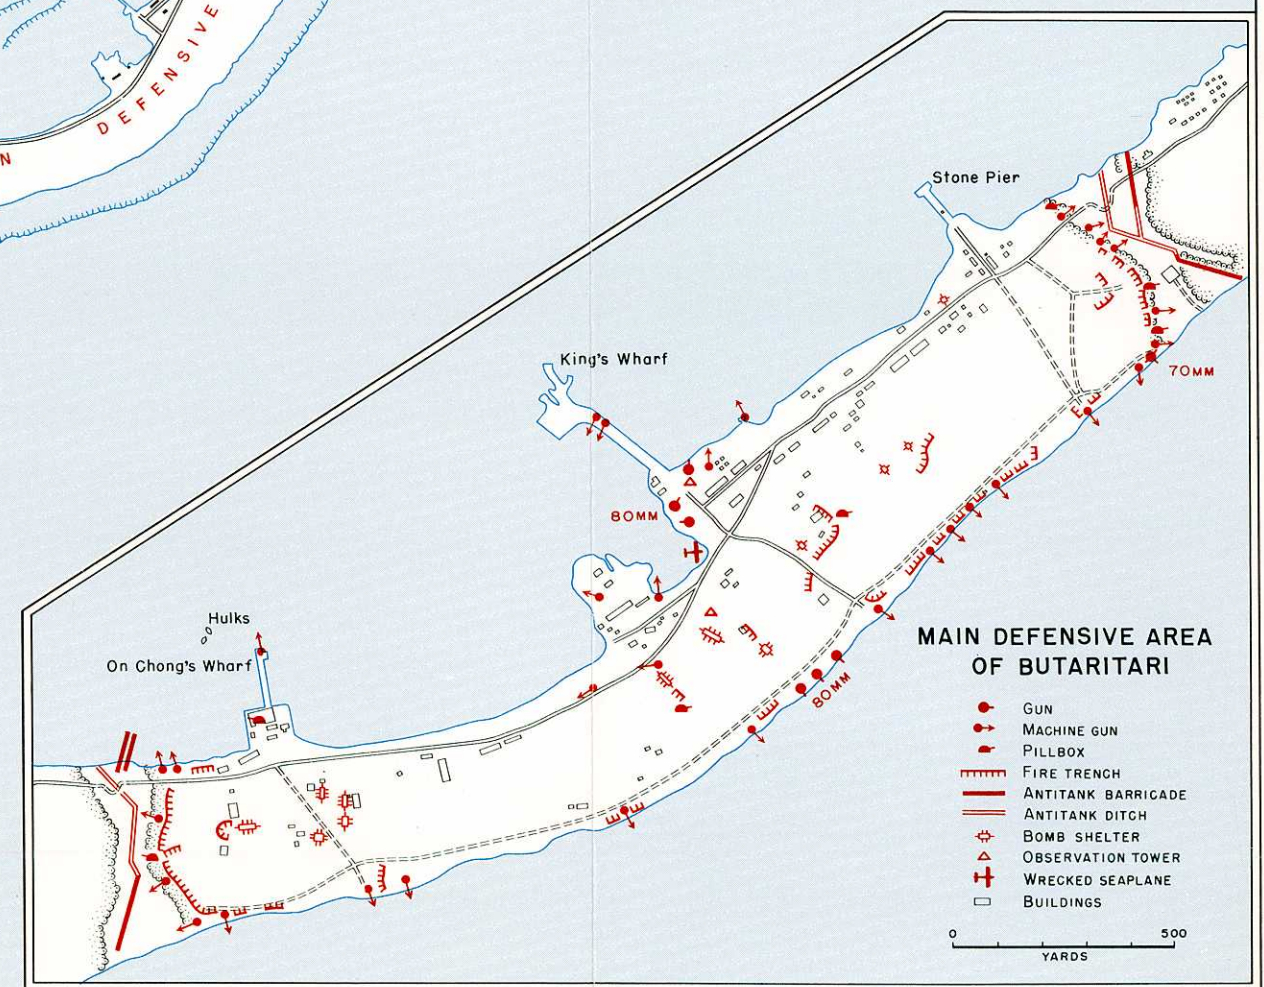 N DEFENSIVE
Stone Pier
King's Wharf
70MM
80MM
Hulks
On Chong's Wharf
80MM
MAIN DEFENSIVE AREA
OF BUTARITARI
GUN
MACHINE GUN
PILLBOX
FIRE TRENCH
ANTITANK BARRICADE
ANTITANK DITCH
BOMB SHELTER
OBSERVATION TOWER
WRECKED SEAPLANE
BUILDINGS
0 500
YARDS